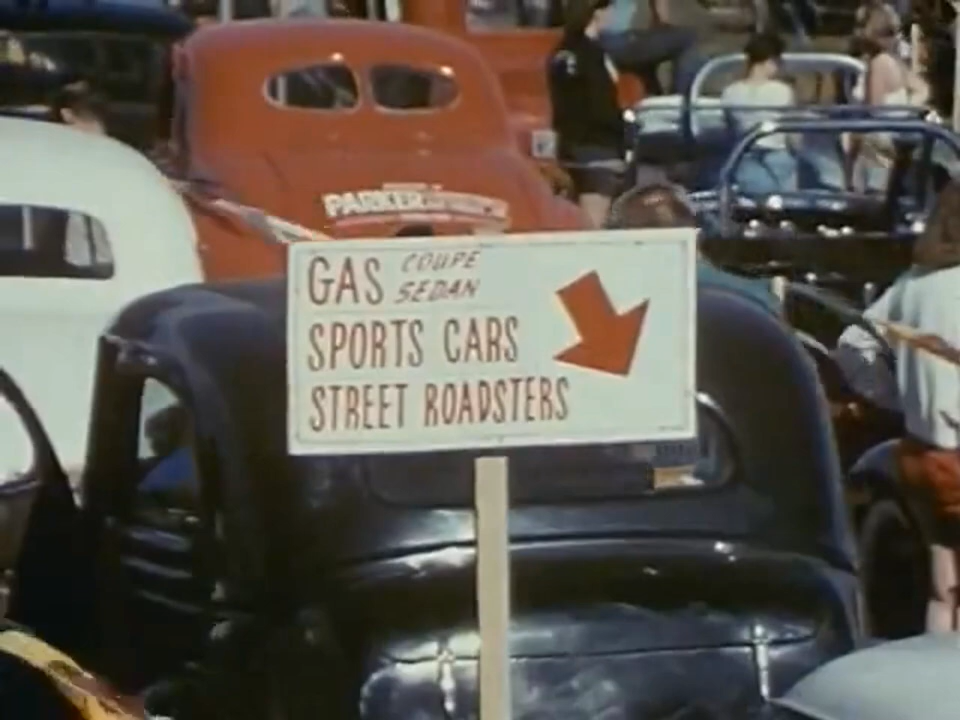 PARKER
GAS COUPE
SEDAN
SPORTS CARS
STREET ROADSTERS